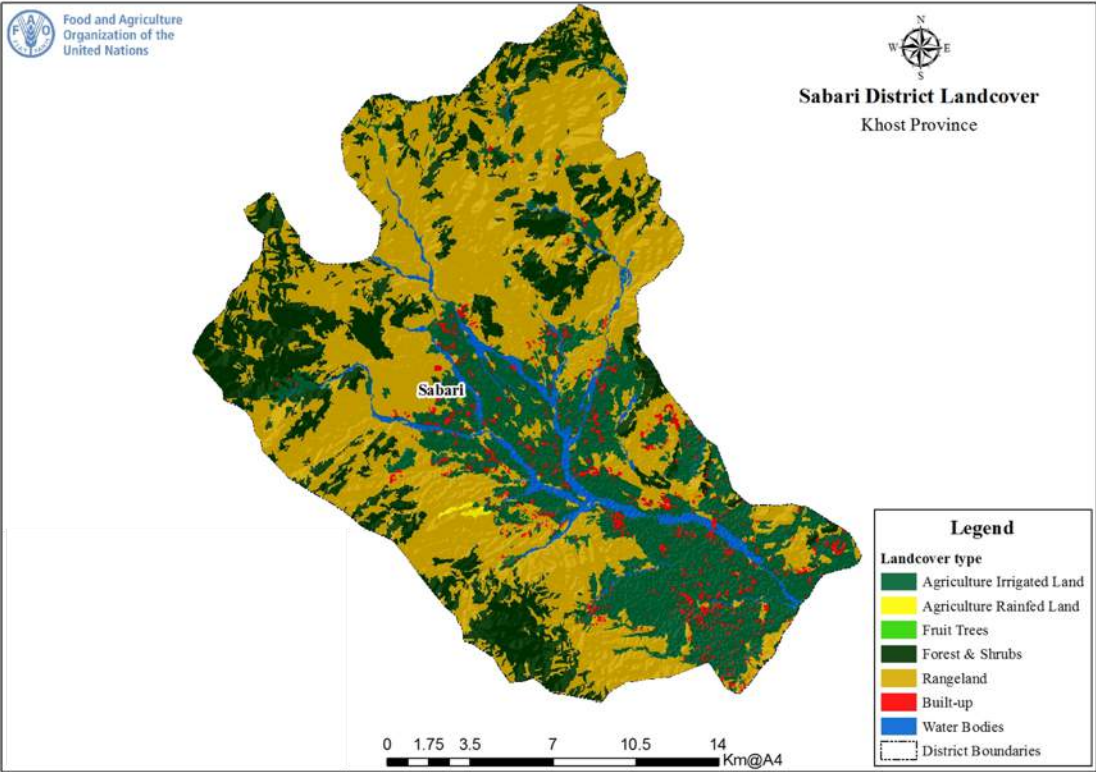 Food and Agriculture
Organization of the
United Nations
N
W E
S
Sabari District Landcover
Khost Province
Sabari
Legend
Landcover type
Agriculture Irrigated Land
Agriculture Rainfed Land
Fruit Trees
Forest & Shrubs
Rangeland
Built-up
Water Bodies
District Boundaries
0 1.75 3.5 7 10.5 14
Km@A4